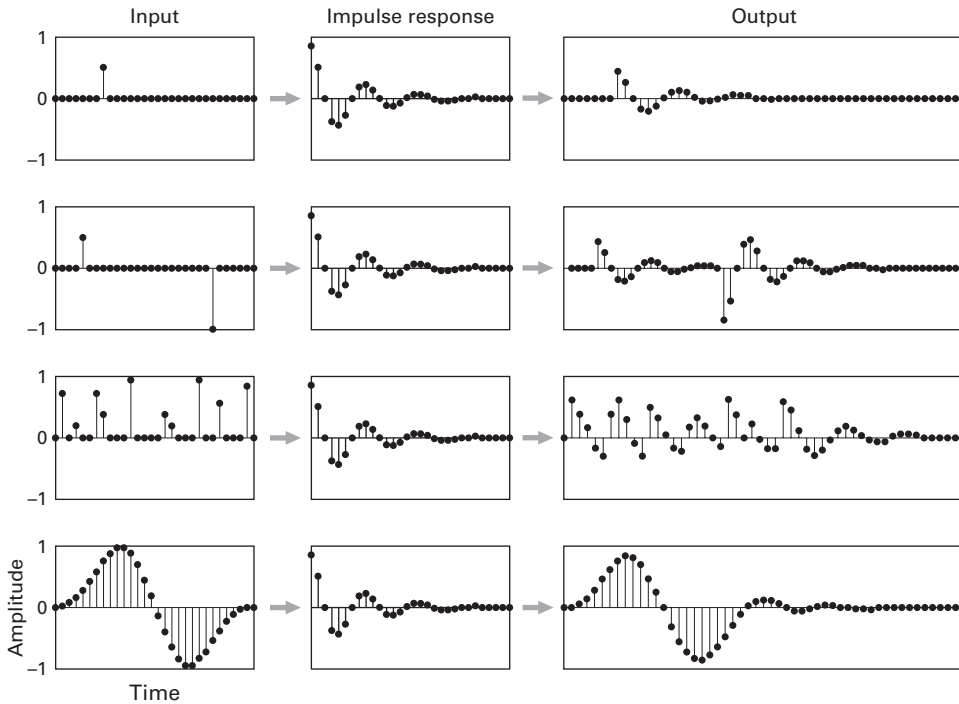 Input
Impulse response
Output
1
0
–1
1
0
–1
1
0
–1
1
0
–1
Amplitude
Time